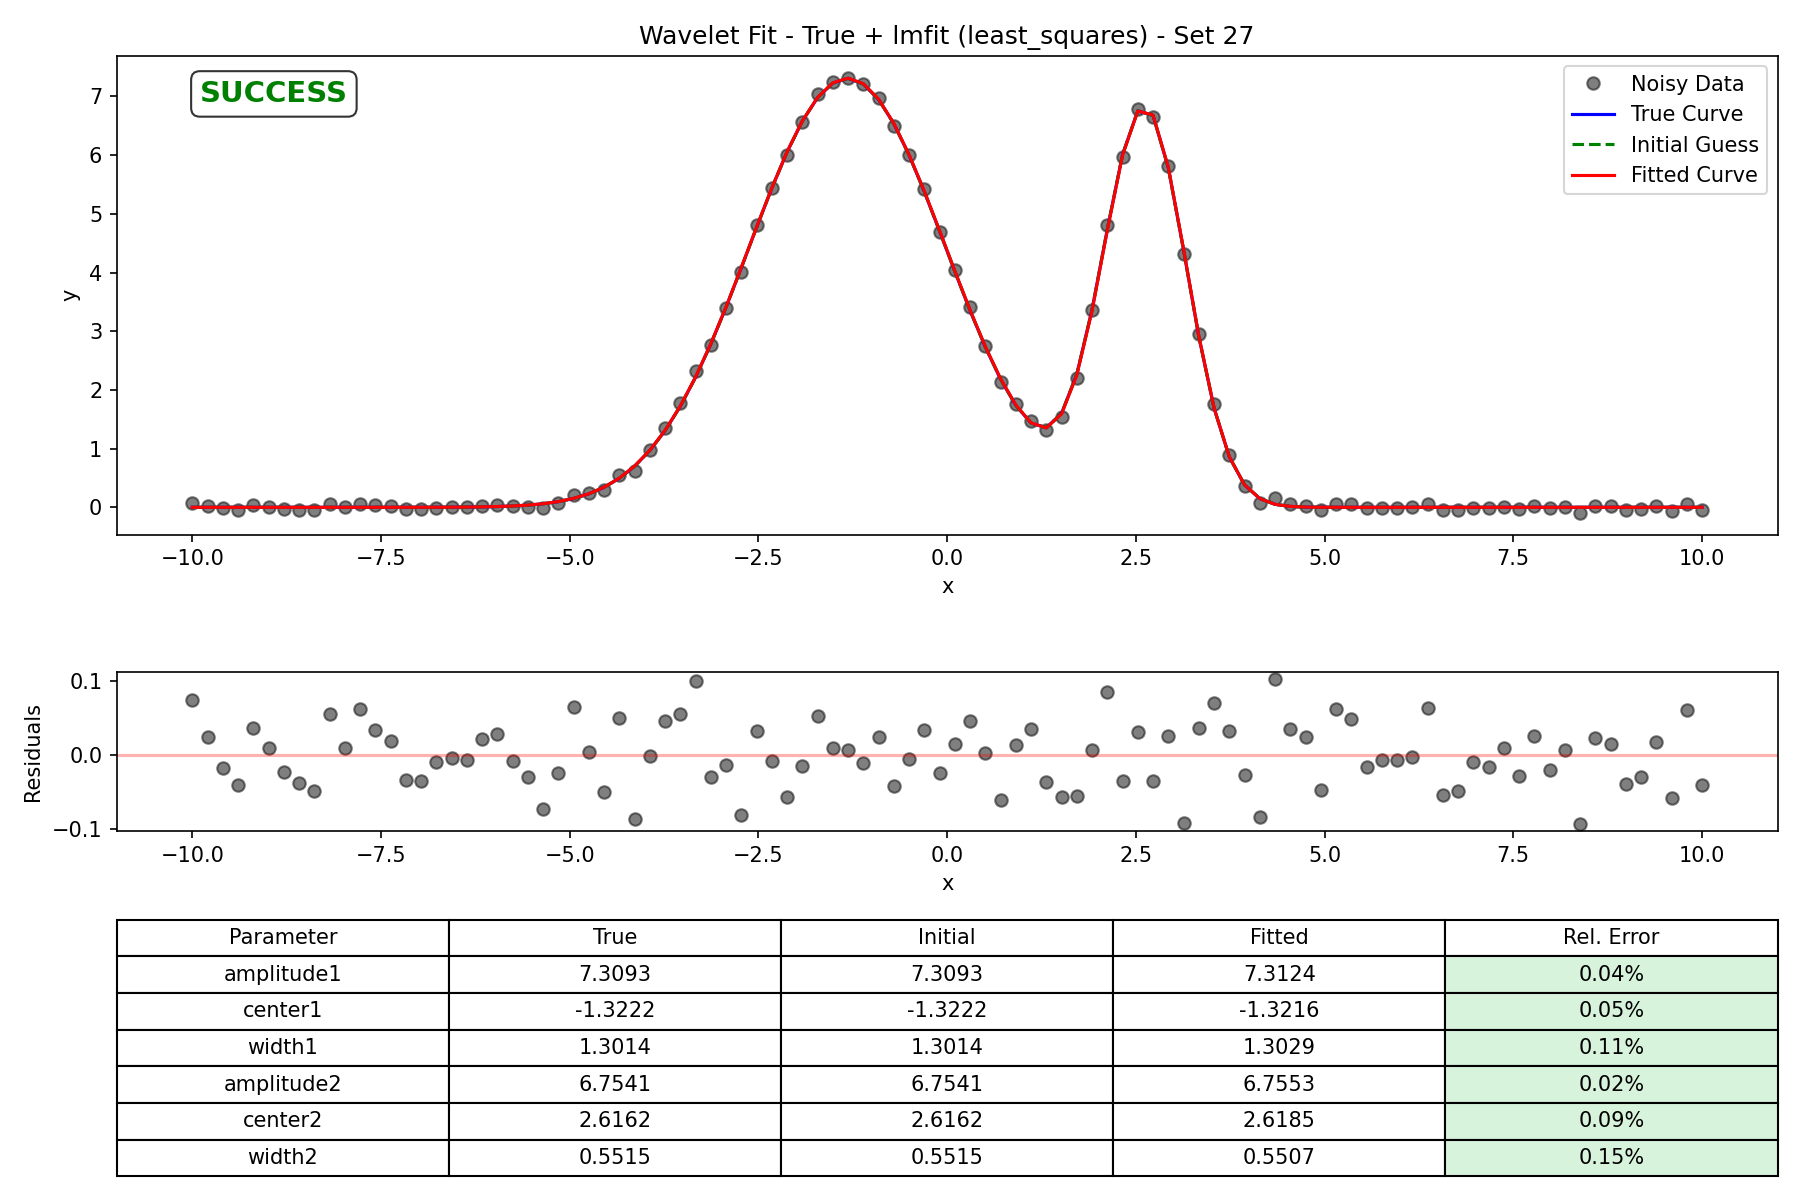 Wavelet Fit - True + lmfit (least_squares) - Set 27
SUCCESS
Noisy Data
True Curve
Initial Guess
Fitted Curve
y
7
6
5
4
3
2
1
0
−10.0 −7.5 −5.0 −2.5 0.0 2.5 5.0 7.5 10.0
x
Residuals
0.1
0.0
−0.1
−10.0 −7.5 −5.0 −2.5 0.0 2.5 5.0 7.5 10.0
x
Parameter True Initial Fitted Rel. Error
amplitude1 7.3093 7.3093 7.3124 0.04%
center1 -1.3222 -1.3222 -1.3216 0.05%
width1 1.3014 1.3014 1.3029 0.11%
amplitude2 6.7541 6.7541 6.7553 0.02%
center2 2.6162 2.6162 2.6185 0.09%
width2 0.5515 0.5515 0.5507 0.15%